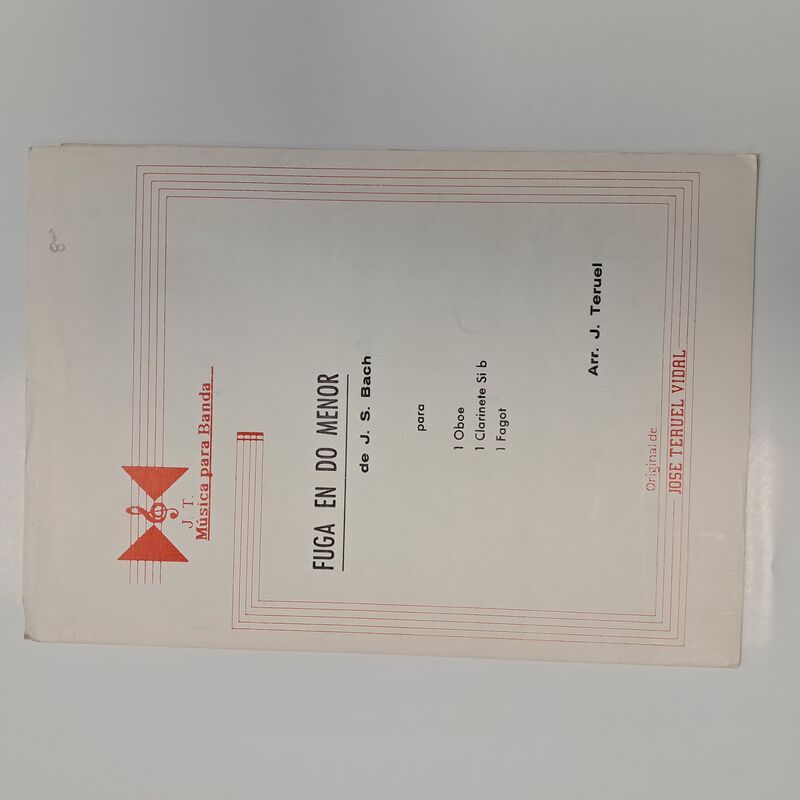 J. T.
Música para Banda
FUGA EN DO MENOR
de J. S. Bach
para
1 Oboe
1 Clarinete Si b
1 Fagot
Arr. J. Teruel
Original de
JOSE TERUEL VIDAL